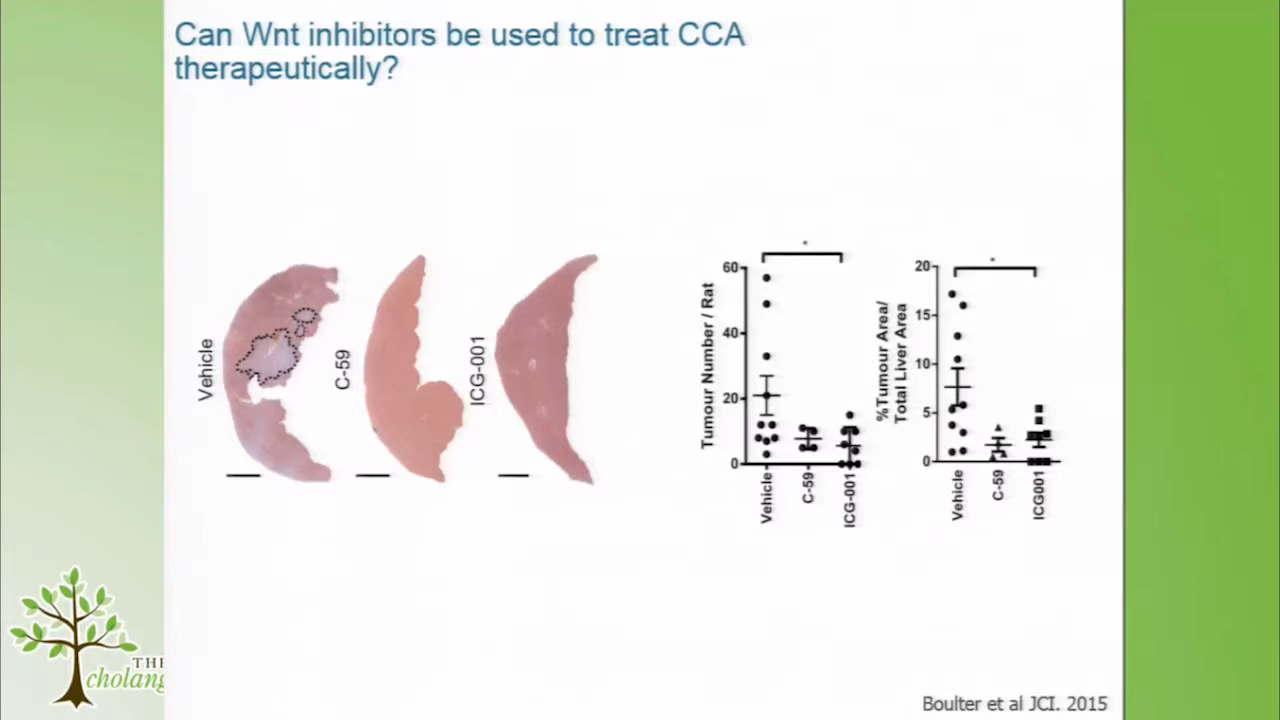 Can Wnt inhibitors be used to treat CCA
therapeutically?
Vehicle
C-59
ICG-001
Tumour Number / Rat
60
40
20
0
*
Vehicle
C-59
ICG-001
%Tumour Area/
Total Liver Area
20
15
10
5
0
*
Vehicle
C-59
ICG001
THE
cholang
Boulter et al JCI. 2015